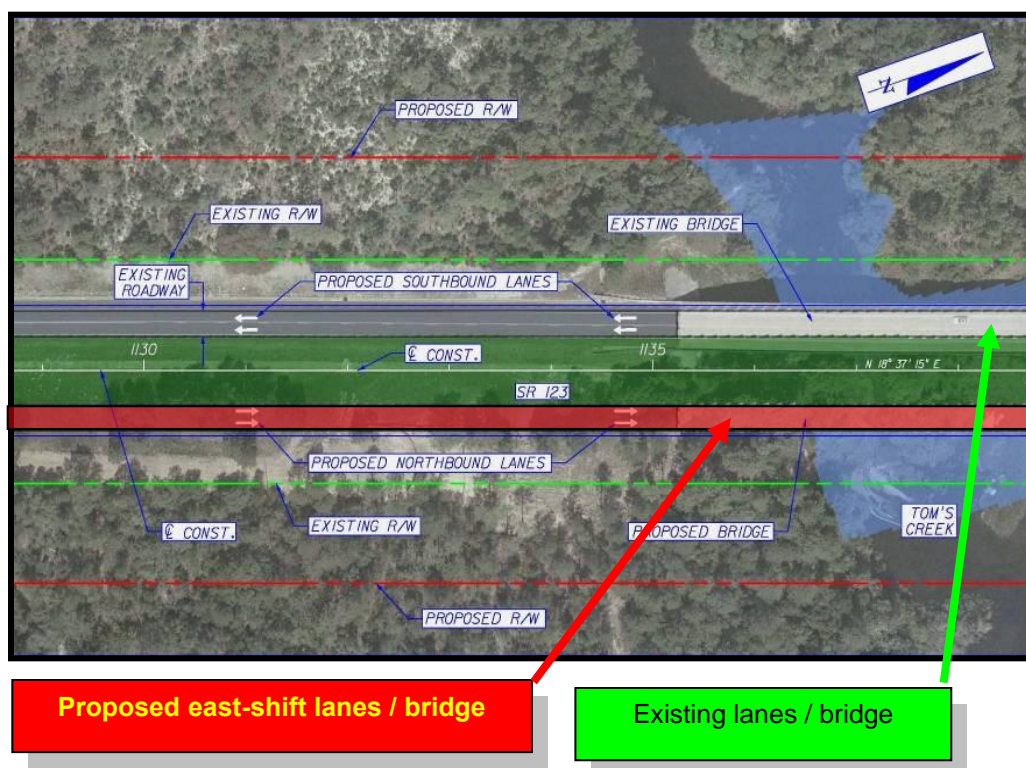 N
PROPOSED R/W
EXISTING R/W
EXISTING BRIDGE
EXISTING
ROADWAY
PROPOSED SOUTHBOUND LANES
1130
℄ CONST.
1135
N 18° 37' 15" E
SR 123
PROPOSED NORTHBOUND LANES
EXISTING R/W
℄ CONST.
PROPOSED BRIDGE
TOM'S
CREEK
PROPOSED R/W
Proposed east-shift lanes / bridge
Existing lanes / bridge